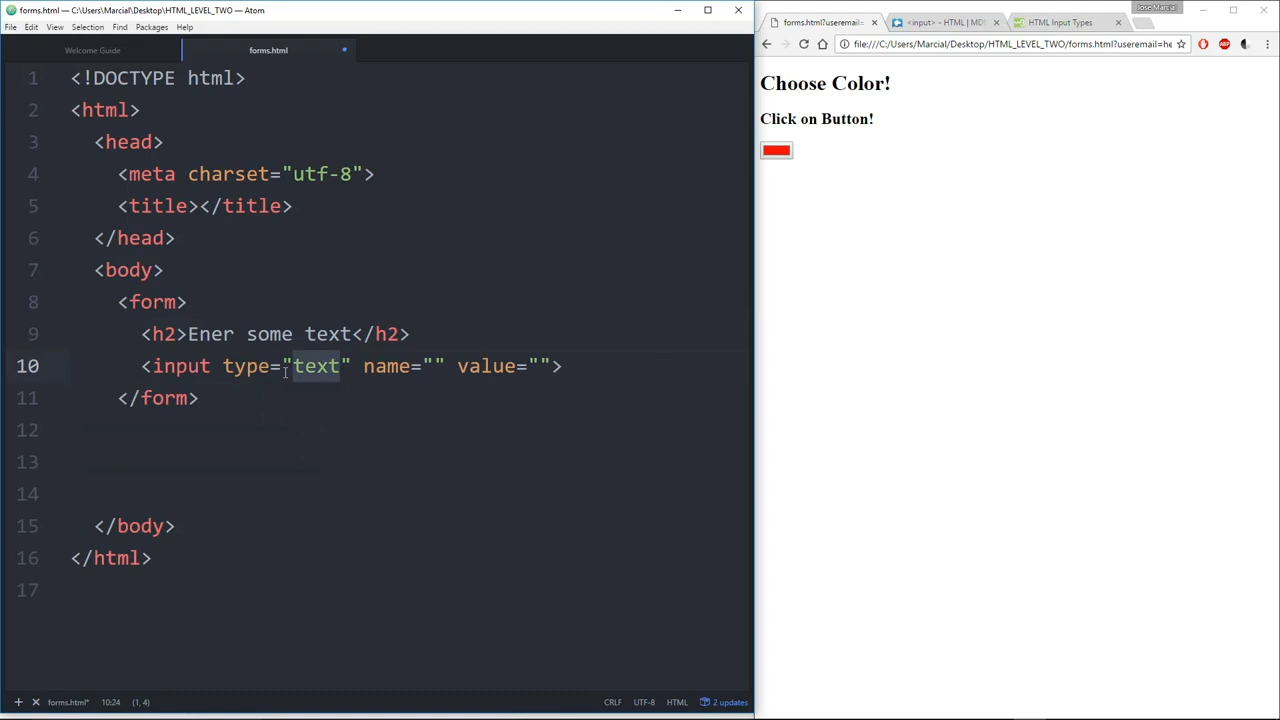 forms.html — C:\Users\Marcial\Desktop\HTML_LEVEL_TWO — Atom
File Edit View Selection Find Packages Help
Welcome Guide
forms.html
1 <!DOCTYPE html>
2 <html>
3 <head>
4 <meta charset="utf-8">
5 <title></title>
6 </head>
7 <body>
8 <form>
9 <h2>Ener some text</h2>
10 <input type="text" name="" value="">
11 </form>
12
13
14
15 </body>
16 </html>
17
forms.html* 10:24 (1, 4) CRLF UTF-8 HTML 2 updates
Jose Marcial
forms.html?useremail=
<input> - HTML | MD
HTML Input Types
file:///C:/Users/Marcial/Desktop/HTML_LEVEL_TWO/forms.html?useremail=he
ABP
Choose Color!
Click on Button!